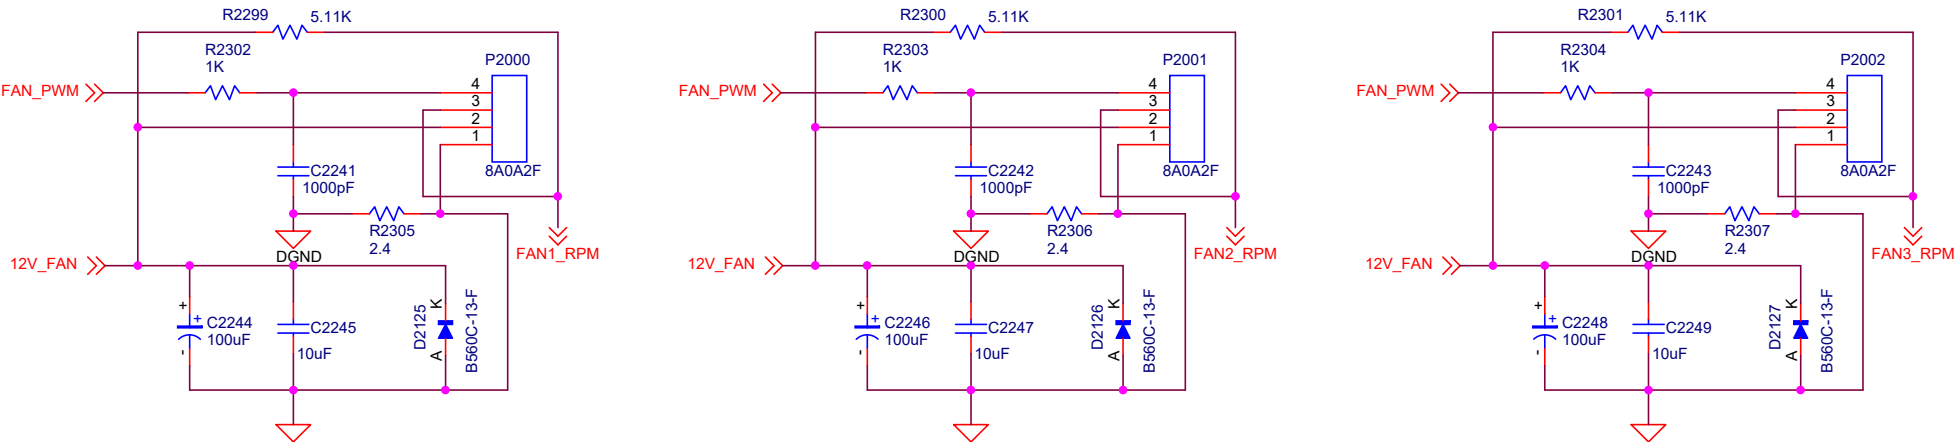 R2299 5.11K
R2302
1K
P2000
FAN_PWM
4
3
2
1
C2241
1000pF
8A0A2F
R2305
2.4
DGND
FAN1_RPM
12V_FAN
+
+
C2244
100uF
-
C2245
10uF
D2125
K
A
B560C-13-F
R2300 5.11K
R2303
1K
P2001
FAN_PWM
4
3
2
1
C2242
1000pF
8A0A2F
R2306
2.4
DGND
FAN2_RPM
12V_FAN
+
+
C2246
100uF
-
C2247
10uF
D2126
K
A
B560C-13-F
R2301 5.11K
R2304
1K
P2002
FAN_PWM
4
3
2
1
C2243
1000pF
8A0A2F
R2307
2.4
DGND
FAN3_RPM
12V_FAN
+
+
C2248
100uF
-
C2249
10uF
D2127
K
A
B560C-13-F